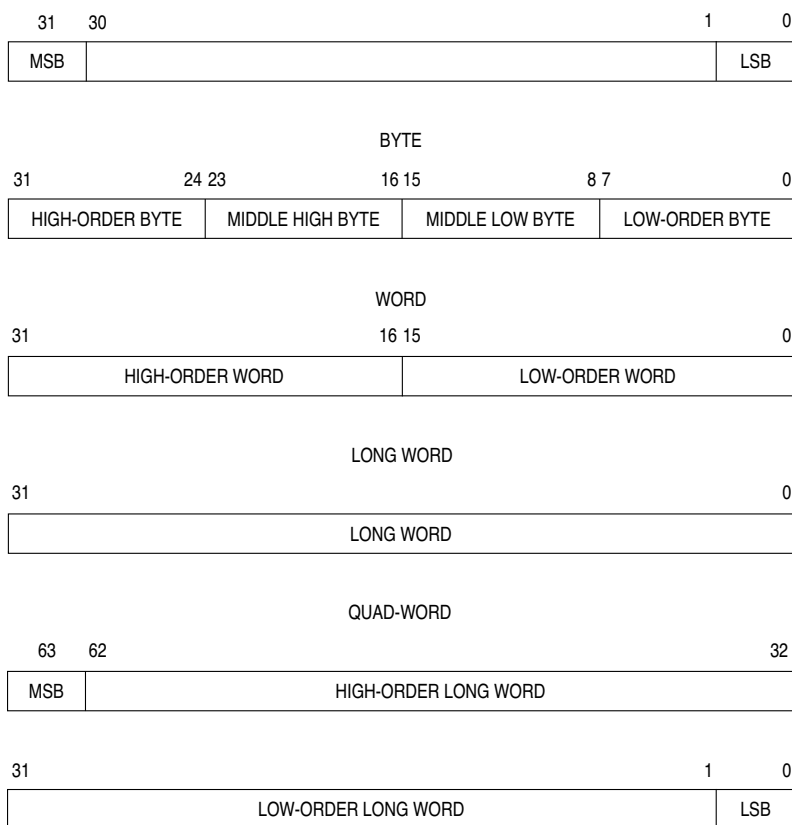 31 30 1 0
MSB LSB
BYTE
31 24 23 16 15 8 7 0
HIGH-ORDER BYTE MIDDLE HIGH BYTE MIDDLE LOW BYTE LOW-ORDER BYTE
WORD
31 16 15 0
HIGH-ORDER WORD LOW-ORDER WORD
LONG WORD
31 0
LONG WORD
QUAD-WORD
63 62 32
MSB HIGH-ORDER LONG WORD
31 1 0
LOW-ORDER LONG WORD LSB